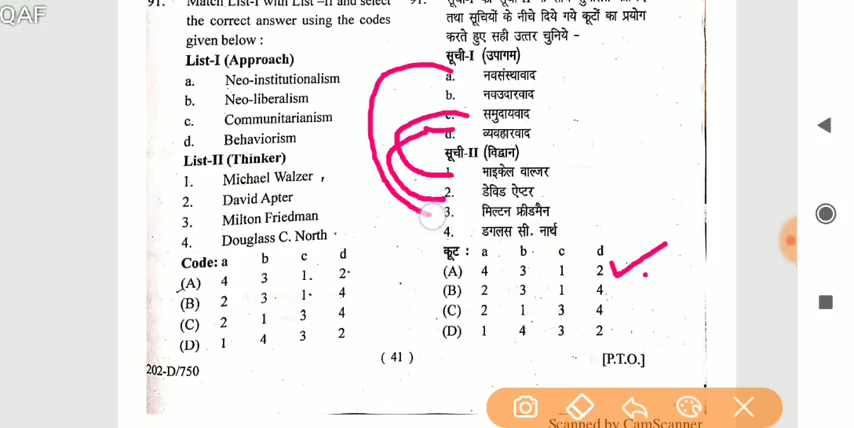 QAF
91. Match List-I with List –II and select
the correct answer using the codes
given below :
List-I (Approach)
a. Neo-institutionalism
b. Neo-liberalism
c. Communitarianism
d. Behaviorism
List-II (Thinker)
1. Michael Walzer
2. David Apter
3. Milton Friedman
4. Douglass C. North
Code: a b c d
(A) 4 3 1 2
(B) 2 3 1 4
(C) 2 1 3 4
(D) 1 4 3 2
202-D/750
91.
तथा सूचियों के नीचे दिये गये कूटों का प्रयोग
करते हुए सही उत्तर चुनिये -
सूची-I (उपागम)
a. नवसंस्थावाद
b. नवउदारवाद
c. समुदायवाद
d. व्यवहारवाद
सूची-II (विद्वान)
1. माइकेल वाल्जर
2. डेविड ऐप्टर
3. मिल्टन फ्रीडमैन
4. डगलस सी. नार्थ
कूट : a b c d
(A) 4 3 1 2
(B) 2 3 1 4
(C) 2 1 3 4
(D) 1 4 3 2
( 41 )
[P.T.O.]
Scanned by CamScanner